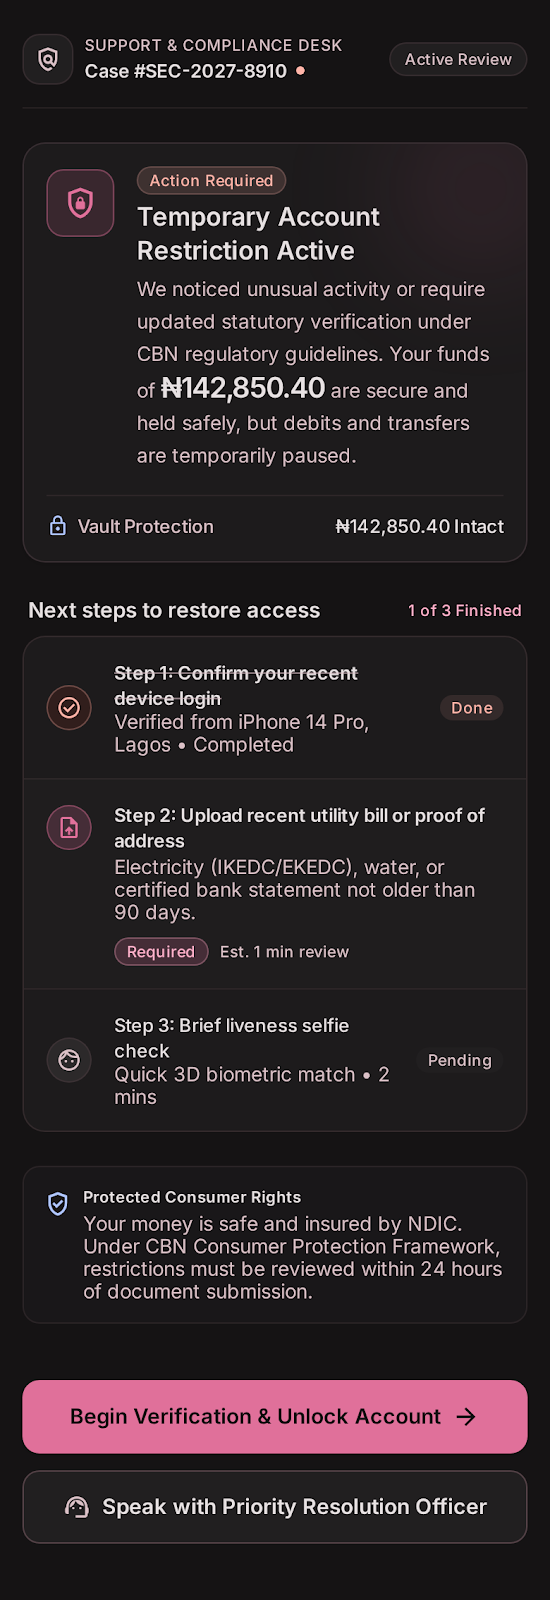 SUPPORT & COMPLIANCE DESK
Case #SEC-2027-8910
Active Review
Action Required
Temporary Account
Restriction Active
We noticed unusual activity or require
updated statutory verification under
CBN regulatory guidelines. Your funds
of ₦142,850.40 are secure and
held safely, but debits and transfers
are temporarily paused.
Vault Protection
₦142,850.40 Intact
Next steps to restore access
1 of 3 Finished
Step 1: Confirm your recent
device login
Verified from iPhone 14 Pro,
Lagos • Completed
Done
Step 2: Upload recent utility bill or proof of
address
Electricity (IKEDC/EKEDC), water, or
certified bank statement not older than
90 days.
Required
Est. 1 min review
Step 3: Brief liveness selfie
check
Quick 3D biometric match • 2
mins
Pending
Protected Consumer Rights
Your money is safe and insured by NDIC.
Under CBN Consumer Protection Framework,
restrictions must be reviewed within 24 hours
of document submission.
Begin Verification & Unlock Account →
Speak with Priority Resolution Officer